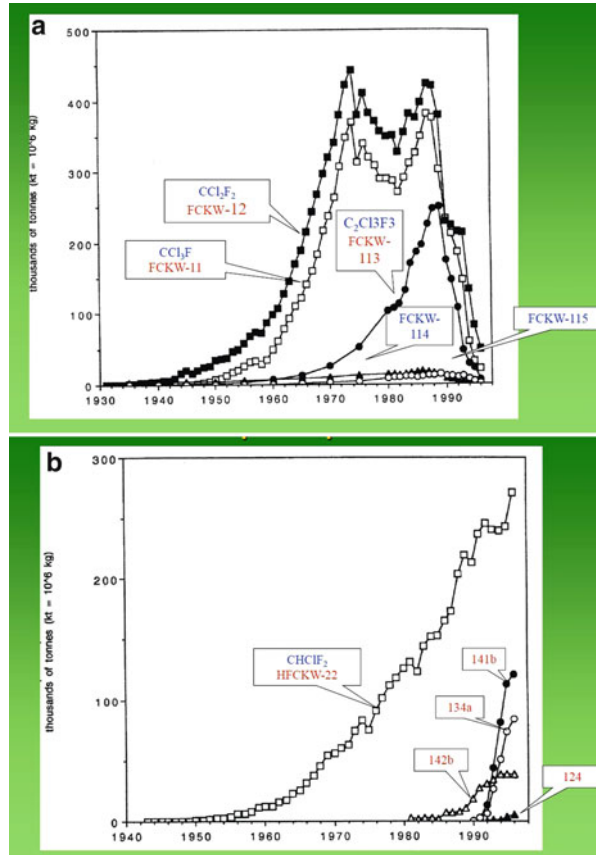 a
500
400
300
200
100
0
thousands of tonnes (kt = 10^6 kg)
CCl₂F₂
FCKW-12
CCl₃F
FCKW-11
C₂Cl3F3
FCKW-
113
FCKW-
114
FCKW-115
1930 1940 1950 1960 1970 1980 1990
b
300
200
100
0
thousands of tonnes (kt = 10^6 kg)
CHClF₂
HFCKW-22
141b
134a
142b
124
1940 1950 1960 1970 1980 1990